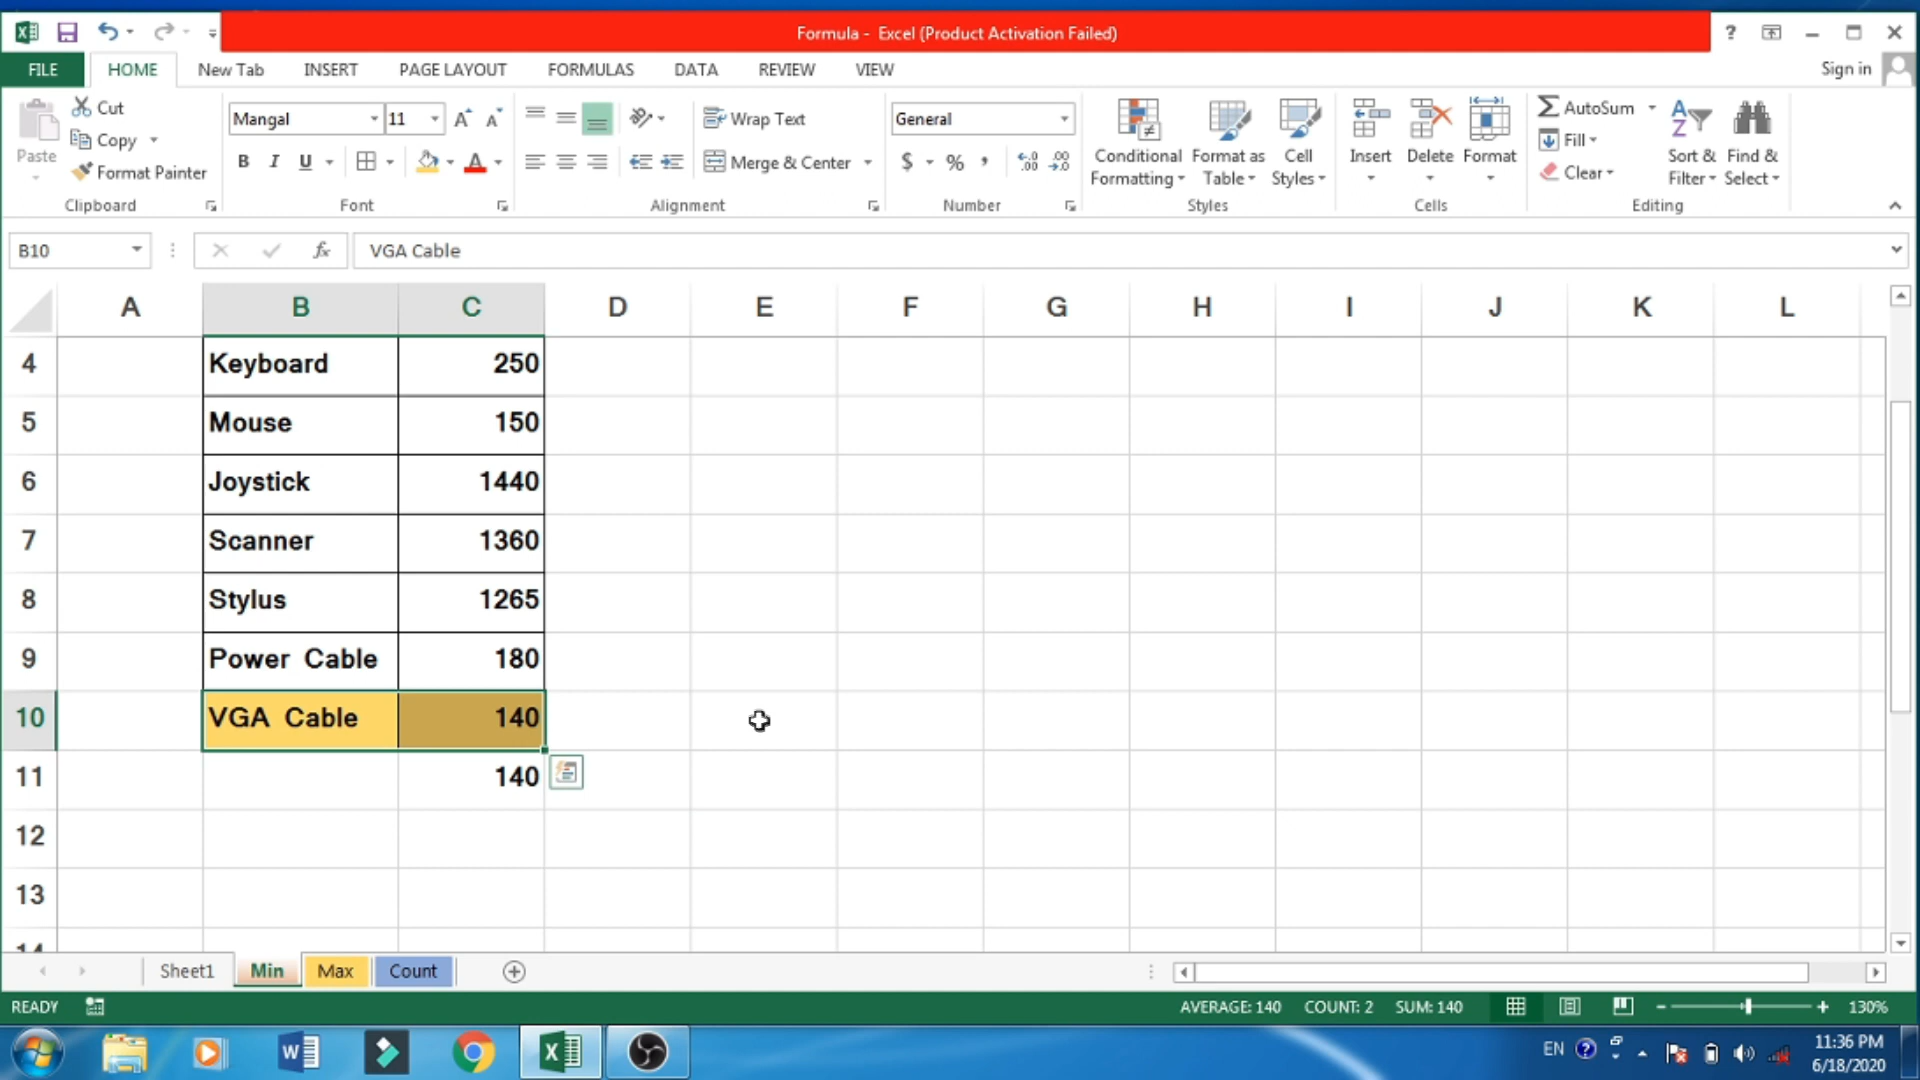 Formula - Excel (Product Activation Failed)
?
FILE HOME New Tab INSERT PAGE LAYOUT FORMULAS DATA REVIEW VIEW Sign in
Paste Cut Copy Format Painter
Clipboard
Mangal 11 A A
B I U A
Font
Wrap Text
Merge & Center
Alignment
General
$ % ,
Number
Conditional Formatting
Format as Table
Cell Styles
Styles
Insert Delete Format
Cells
AutoSum
Fill
Clear
Sort & Filter
Find & Select
Editing
B10 fx VGA Cable
A B C D E F G H I J K L
4 Keyboard 250
5 Mouse 150
6 Joystick 1440
7 Scanner 1360
8 Stylus 1265
9 Power Cable 180
10 VGA Cable 140
11 140
12
13
14
Sheet1 Min Max Count
READY AVERAGE: 140 COUNT: 2 SUM: 140 130%
EN 11:36 PM
6/18/2020